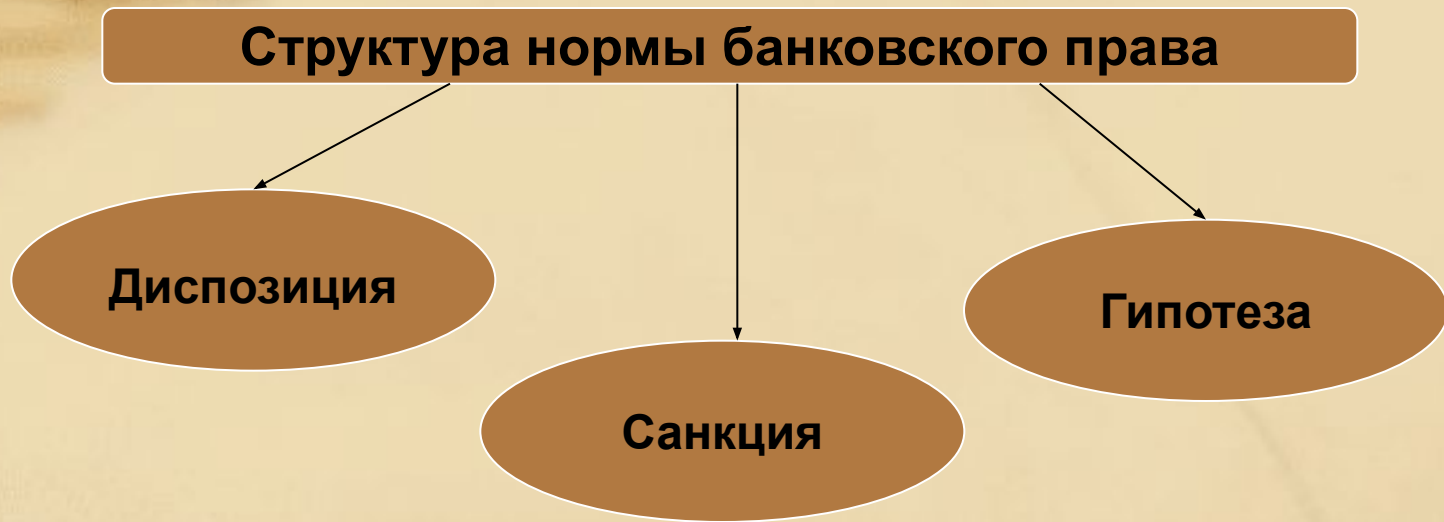 Структура нормы банковского права
Диспозиция
Гипотеза
Санкция